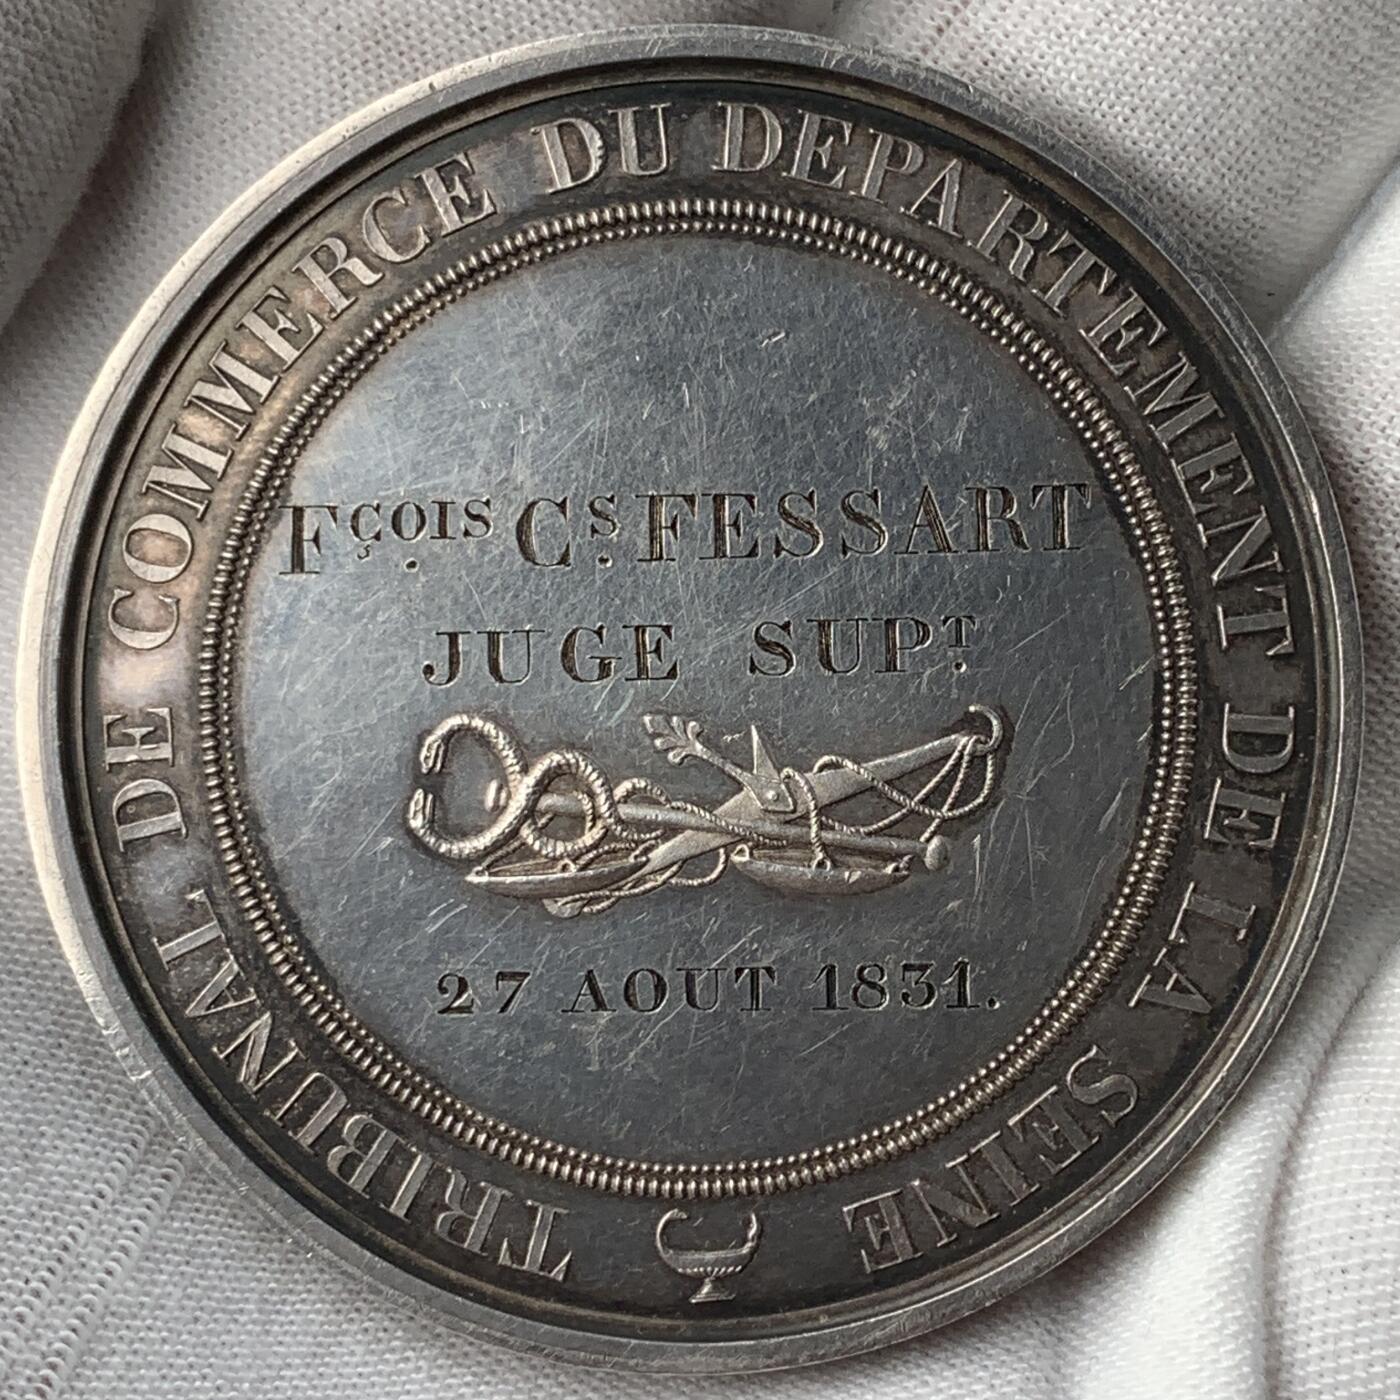 TRIBUNAL DE COMMERCE DU DEPARTEMENT DE LA SEINE
Fçois Cs. FESSART
JUGE SUPT.
27 AOUT 1831.